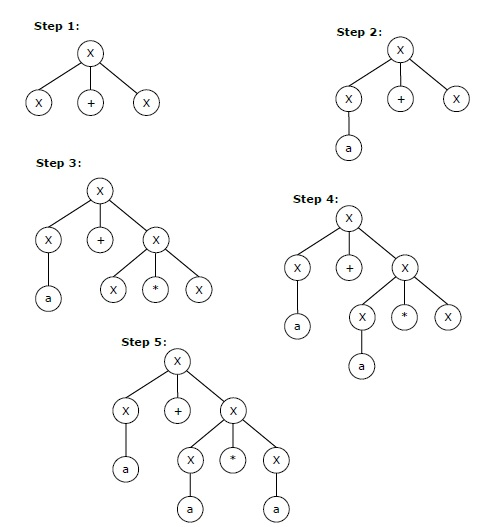 Step 1:
X
X + X
Step 2:
X
X + X
a
Step 3:
X
X + X
a X * X
Step 4:
X
X + X
a X * X
a
Step 5:
X
X + X
a X * X
a a